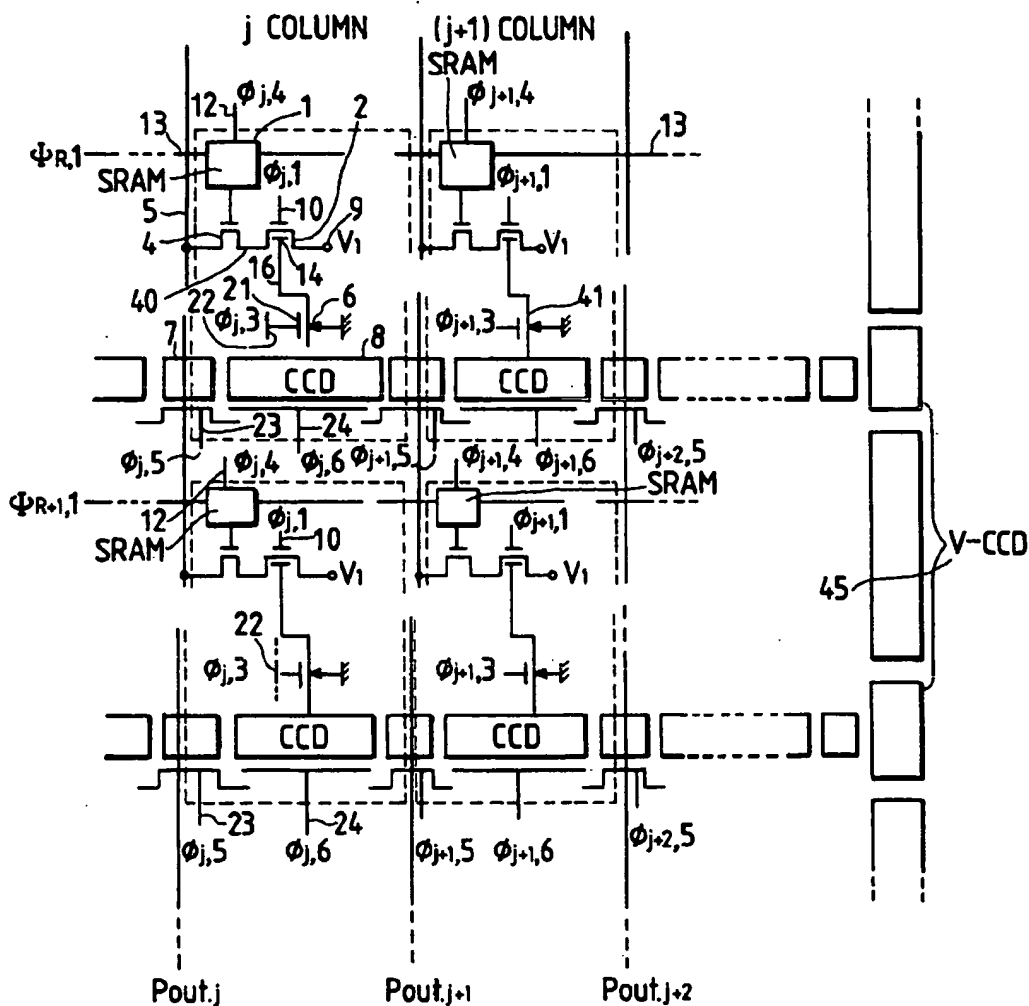 j COLUMN (j+1) COLUMN
SRAM
12 ϕj,4 1 2 ϕj+1,4
13 13
ΨR,1
SRAM ϕj,1 ϕj+1,1
5 10 9
4 V1 V1
16 14
40 21 6 41
22 ϕj,3 ϕj+1,3
7 8
CCD CCD
23 24
ϕj,5 ϕj,6 ϕj+1,5 ϕj+1,6 ϕj+2,5
ϕj,4 ϕj+1,4
SRAM
ΨR+1,1
12 ϕj,1 ϕj+1,1
SRAM 10
V-CCD
V1 V1 45
22
ϕj,3 ϕj+1,3
CCD CCD
23 24
ϕj,5 ϕj,6 ϕj+1,5 ϕj+1,6 ϕj+2,5
Pout.j Pout.j+1 Pout.j+2